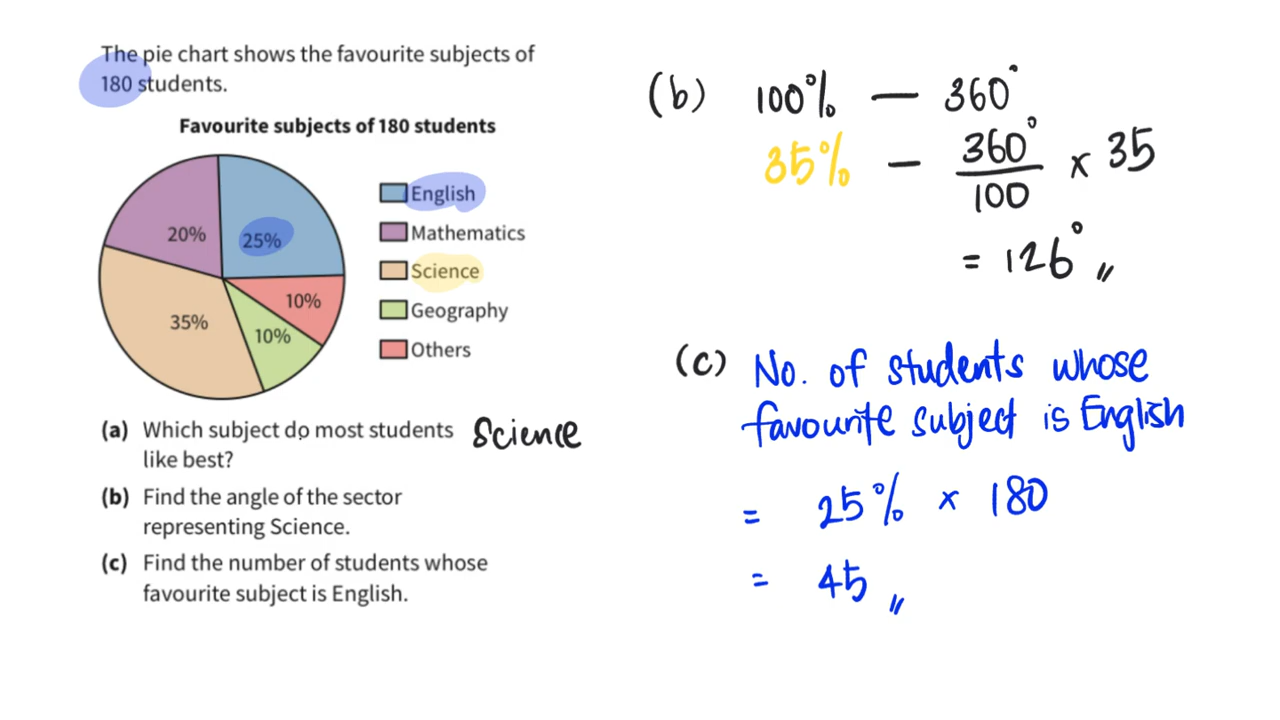 The pie chart shows the favourite subjects of
180 students.
Favourite subjects of 180 students
20%
25%
35%
10%
10%
English
Mathematics
Science
Geography
Others
(a) Which subject do most students
like best?
Science
(b) Find the angle of the sector
representing Science.
(c) Find the number of students whose
favourite subject is English.
(b) 100% — 360°
35% — 360°/100 × 35
= 126° 〃
(c) No. of students whose
favourite subject is English
= 25% × 180
= 45 〃